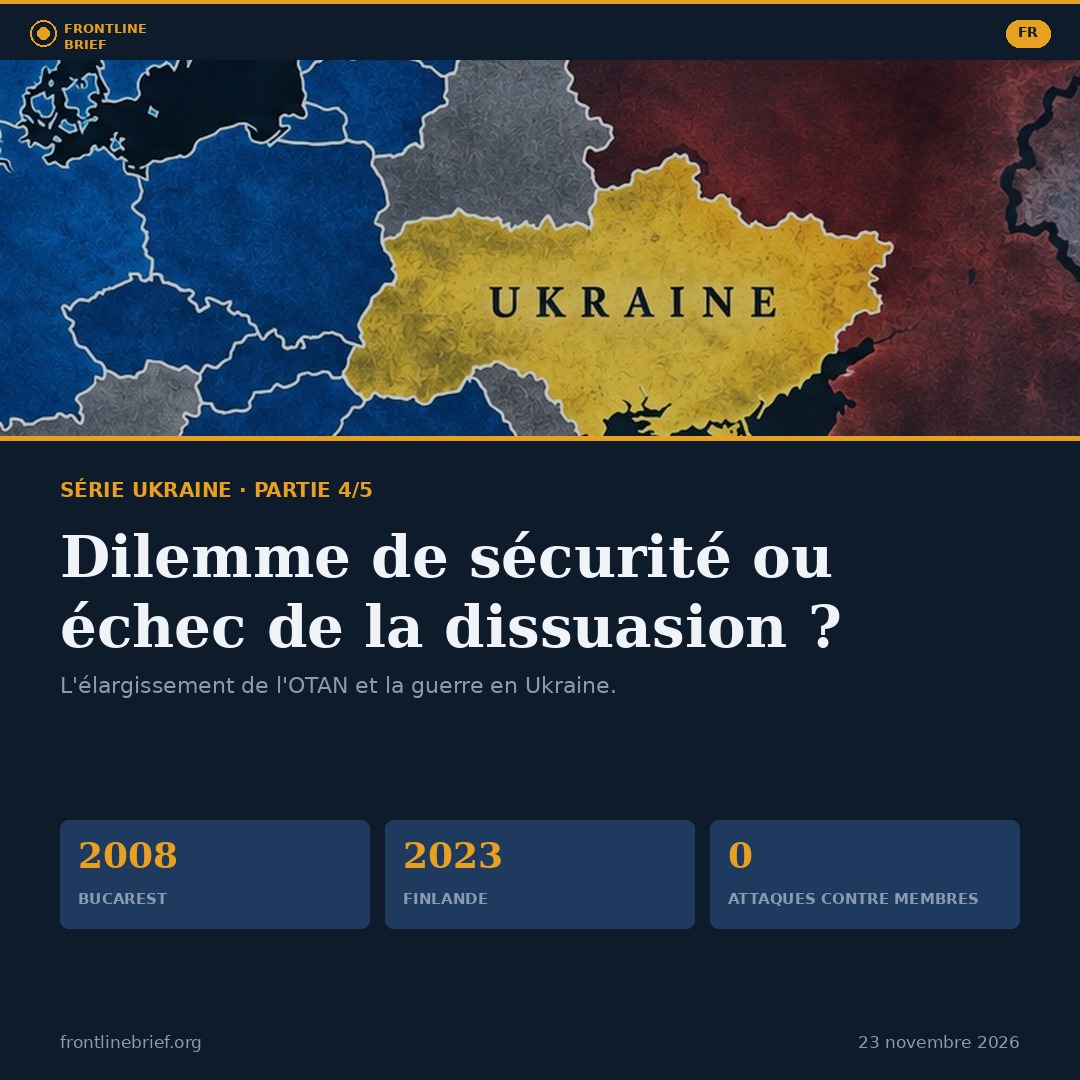 FRONTLINE
BRIEF
FR
UKRAINE
SÉRIE UKRAINE · PARTIE 4/5
Dilemme de sécurité ou
échec de la dissuasion ?
L'élargissement de l'OTAN et la guerre en Ukraine.
2008
BUCAREST
2023
FINLANDE
0
ATTAQUES CONTRE MEMBRES
frontlinebrief.org
23 novembre 2026